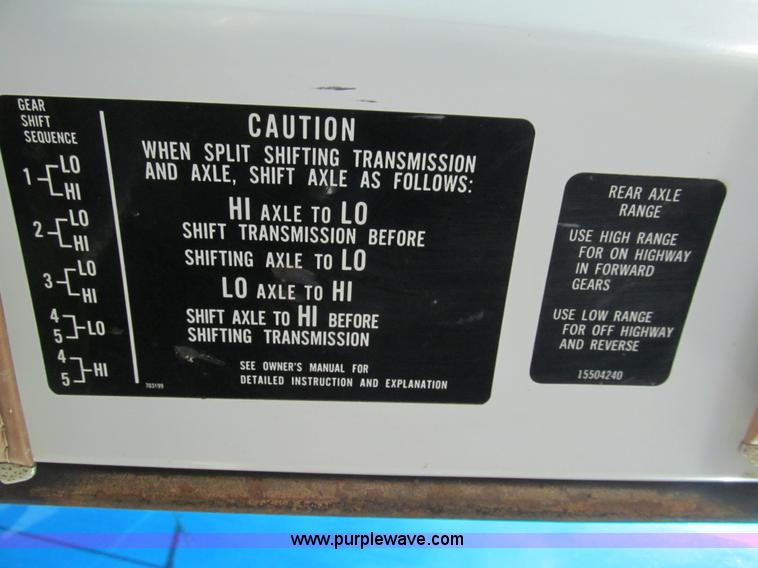 GEAR
SHIFT
SEQUENCE
1 LO
HI
2 LO
HI
3 LO
HI
4
5 LO
4
5 HI
CAUTION
WHEN SPLIT SHIFTING TRANSMISSION
AND AXLE, SHIFT AXLE AS FOLLOWS:
HI AXLE TO LO
SHIFT TRANSMISSION BEFORE
SHIFTING AXLE TO LO
LO AXLE TO HI
SHIFT AXLE TO HI BEFORE
SHIFTING TRANSMISSION
SEE OWNER'S MANUAL FOR
DETAILED INSTRUCTION AND EXPLANATION
703199
REAR AXLE
RANGE
USE HIGH RANGE
FOR ON HIGHWAY
IN FORWARD
GEARS
USE LOW RANGE
FOR OFF HIGHWAY
AND REVERSE
15504240
www.purplewave.com